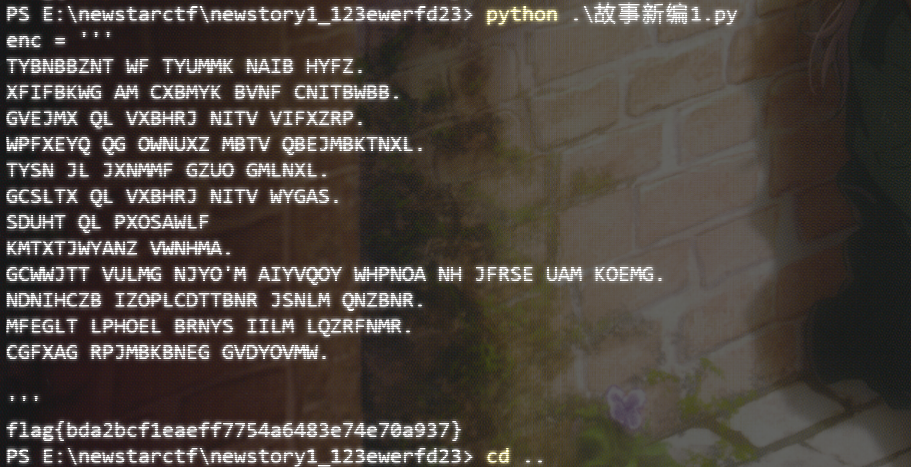 PS E:\newstarctf\newstory1_123ewerfd23> python .\故事新编1.py
enc = '''
TYBNBBZNT WF TYUMMK NAIB HYFZ.
XFIFBKWG AM CXBMYK BVNF CNITBWBB.
GVEJMX QL VXBHRJ NITV VIFXZRP.
WPFXEYQ QG OWNUXZ MBTV QBEJMBKTNXL.
TYSN JL JXNMMF GZUO GMLNXL.
GCSLTX QL VXBHRJ NITV WYGAS.
SDUHT QL PXOSAWLF
KMTXTJWYANZ VWNHMA.
GCWWJTT VULMG NJYO'M AIYVQOY WHPNOA NH JFRSE UAM KOEMG.
NDNIHCZB IZOPLCDTTBNR JSNLM QNZBNR.
MFEGLT LPHOEL BRNYS IILM LQZRFNMR.
CGFXAG RPJMBKBNEG GVDYOVMW.
'''
flag{bda2bcf1eaeff7754a6483e74e70a937}
PS E:\newstarctf\newstory1_123ewerfd23> cd ..